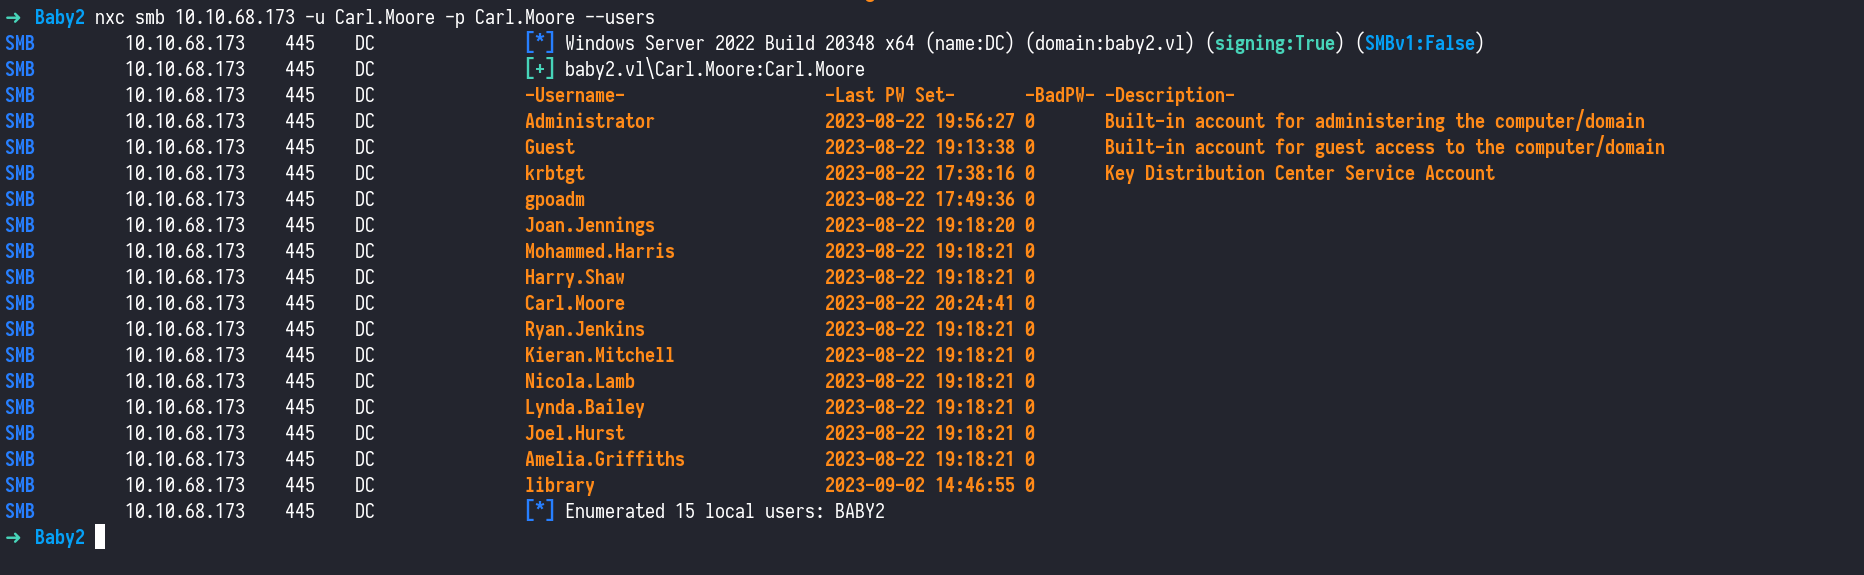 → Baby2 nxc smb 10.10.68.173 -u Carl.Moore -p Carl.Moore --users
SMB 10.10.68.173 445 DC [*] Windows Server 2022 Build 20348 x64 (name:DC) (domain:baby2.vl) (signing:True) (SMBv1:False)
SMB 10.10.68.173 445 DC [+] baby2.vl\Carl.Moore:Carl.Moore
SMB 10.10.68.173 445 DC -Username- -Last PW Set- -BadPW- -Description-
SMB 10.10.68.173 445 DC Administrator 2023-08-22 19:56:27 0 Built-in account for administering the computer/domain
SMB 10.10.68.173 445 DC Guest 2023-08-22 19:13:38 0 Built-in account for guest access to the computer/domain
SMB 10.10.68.173 445 DC krbtgt 2023-08-22 17:38:16 0 Key Distribution Center Service Account
SMB 10.10.68.173 445 DC gpoadm 2023-08-22 17:49:36 0
SMB 10.10.68.173 445 DC Joan.Jennings 2023-08-22 19:18:20 0
SMB 10.10.68.173 445 DC Mohammed.Harris 2023-08-22 19:18:21 0
SMB 10.10.68.173 445 DC Harry.Shaw 2023-08-22 19:18:21 0
SMB 10.10.68.173 445 DC Carl.Moore 2023-08-22 20:24:41 0
SMB 10.10.68.173 445 DC Ryan.Jenkins 2023-08-22 19:18:21 0
SMB 10.10.68.173 445 DC Kieran.Mitchell 2023-08-22 19:18:21 0
SMB 10.10.68.173 445 DC Nicola.Lamb 2023-08-22 19:18:21 0
SMB 10.10.68.173 445 DC Lynda.Bailey 2023-08-22 19:18:21 0
SMB 10.10.68.173 445 DC Joel.Hurst 2023-08-22 19:18:21 0
SMB 10.10.68.173 445 DC Amelia.Griffiths 2023-08-22 19:18:21 0
SMB 10.10.68.173 445 DC library 2023-09-02 14:46:55 0
SMB 10.10.68.173 445 DC [*] Enumerated 15 local users: BABY2
→ Baby2